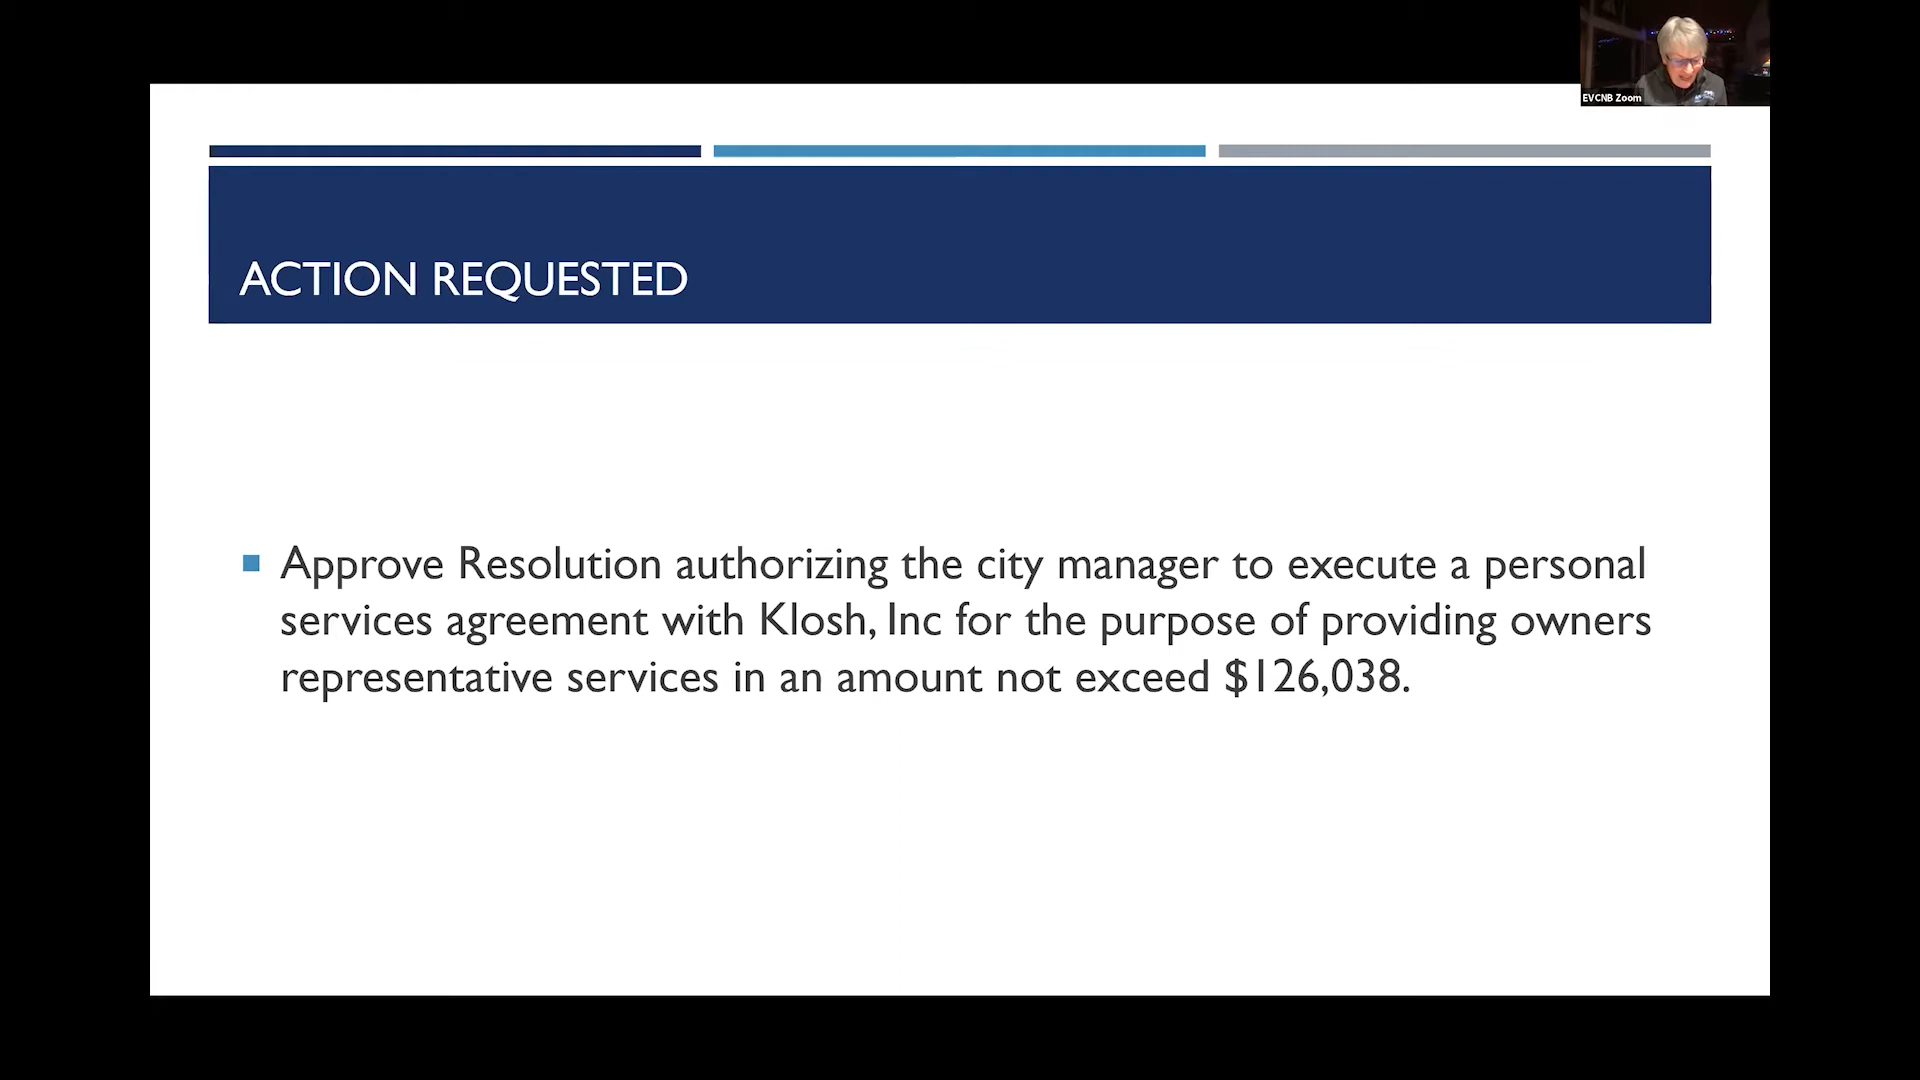 EVCNB Zoom
ACTION REQUESTED
Approve Resolution authorizing the city manager to execute a personal
services agreement with Klosh, Inc for the purpose of providing owners
representative services in an amount not exceed $126,038.